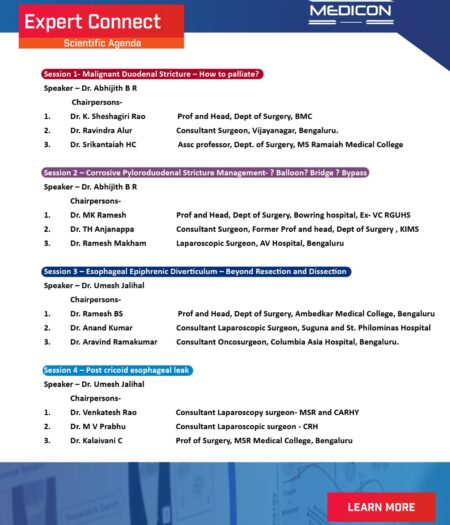 Expert Connect
MEDICON
Scientific Agenda
Session 1- Malignant Duodenal Stricture – How to palliate?
Speaker – Dr. Abhijith B R
Chairpersons-
1. Dr. K. Sheshagiri Rao Prof and Head, Dept of Surgery, BMC
2. Dr. Ravindra Alur Consultant Surgeon, Vijayanagar, Bengaluru.
3. Dr. Srikantaiah HC Assc professor, Dept. of Surgery, MS Ramaiah Medical College
Session 2 – Corrosive Pyloroduodenal Stricture Management- ? Balloon? Bridge ? Bypass
Speaker – Dr. Abhijith B R
Chairpersons-
1. Dr. MK Ramesh Prof and Head, Dept of Surgery, Bowring hospital, Ex- VC RGUHS
2. Dr. TH Anjanappa Consultant Surgeon, Former Prof and head, Dept of Surgery , KIMS
3. Dr. Ramesh Makham Laparoscopic Surgeon, AV Hospital, Bengaluru
Session 3 – Esophageal Epiphrenic Diverticulum – Beyond Resection and Dissection
Speaker – Dr. Umesh Jalihal
Chairpersons-
1. Dr. Ramesh BS Prof and Head, Dept of Surgery, Ambedkar Medical College, Bengaluru
2. Dr. Anand Kumar Consultant Laparoscopic Surgeon, Suguna and St. Philominas Hospital
3. Dr. Aravind Ramakumar Consultant Oncosurgeon, Columbia Asia Hospital, Bengaluru.
Session 4 – Post cricoid esophageal leak
Speaker – Dr. Umesh Jalihal
Chairpersons-
1. Dr. Venkatesh Rao Consultant Laparoscopy surgeon- MSR and CARHY
2. Dr. M V Prabhu Consultant Laparoscopic surgeon - CRH
3. Dr. Kalaivani C Prof of Surgery, MSR Medical College, Bengaluru
LEARN MORE